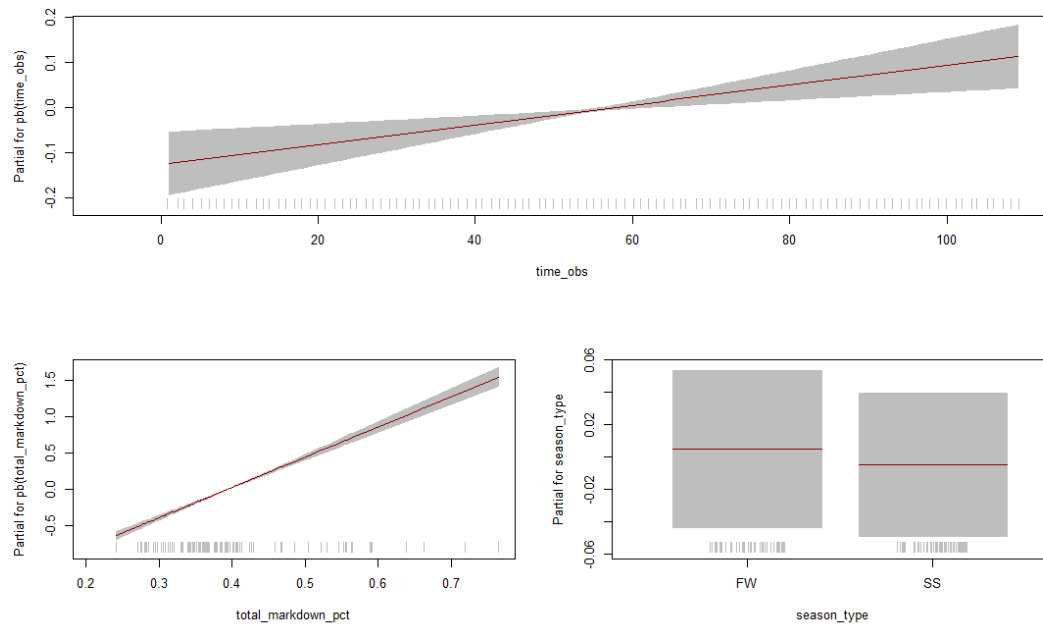 Partial for pb(time_obs)
0.2
0.1
0.0
-0.1
-0.2
0 20 40 60 80 100
time_obs
Partial for pb(total_markdown_pct)
1.5
1.0
0.5
0.0
-0.5
0.2 0.3 0.4 0.5 0.6 0.7
total_markdown_pct
Partial for season_type
0.06
0.02
-0.02
-0.06
FW SS
season_type